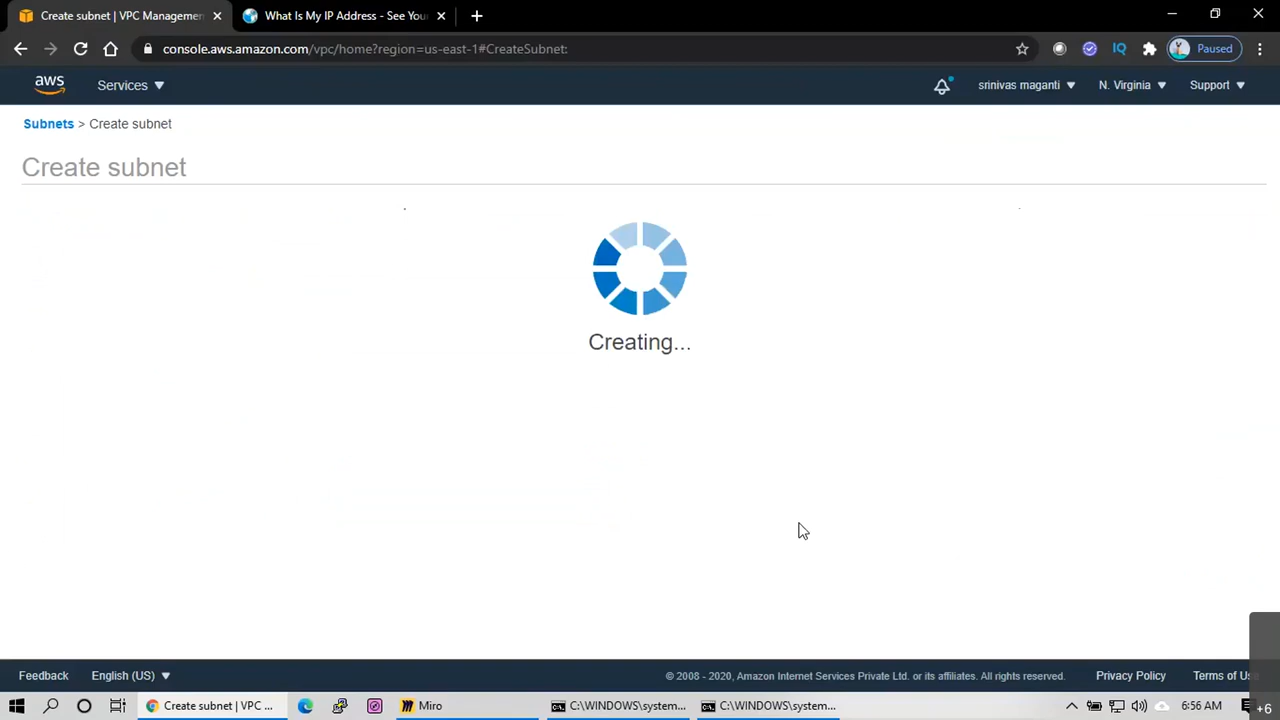 Create subnet | VPC Managemen
What Is My IP Address - See You
console.aws.amazon.com/vpc/home?region=us-east-1#CreateSubnet:
IQ
Paused
aws
Services
srinivas maganti
N. Virginia
Support
Subnets > Create subnet
Create subnet
Creating...
Feedback
English (US)
© 2008 - 2020, Amazon Internet Services Private Ltd. or its affiliates. All rights reserved.
Privacy Policy
Terms of Us
Create subnet | VPC ...
Miro
C:\WINDOWS\system...
C:\WINDOWS\system...
6:56 AM
+6